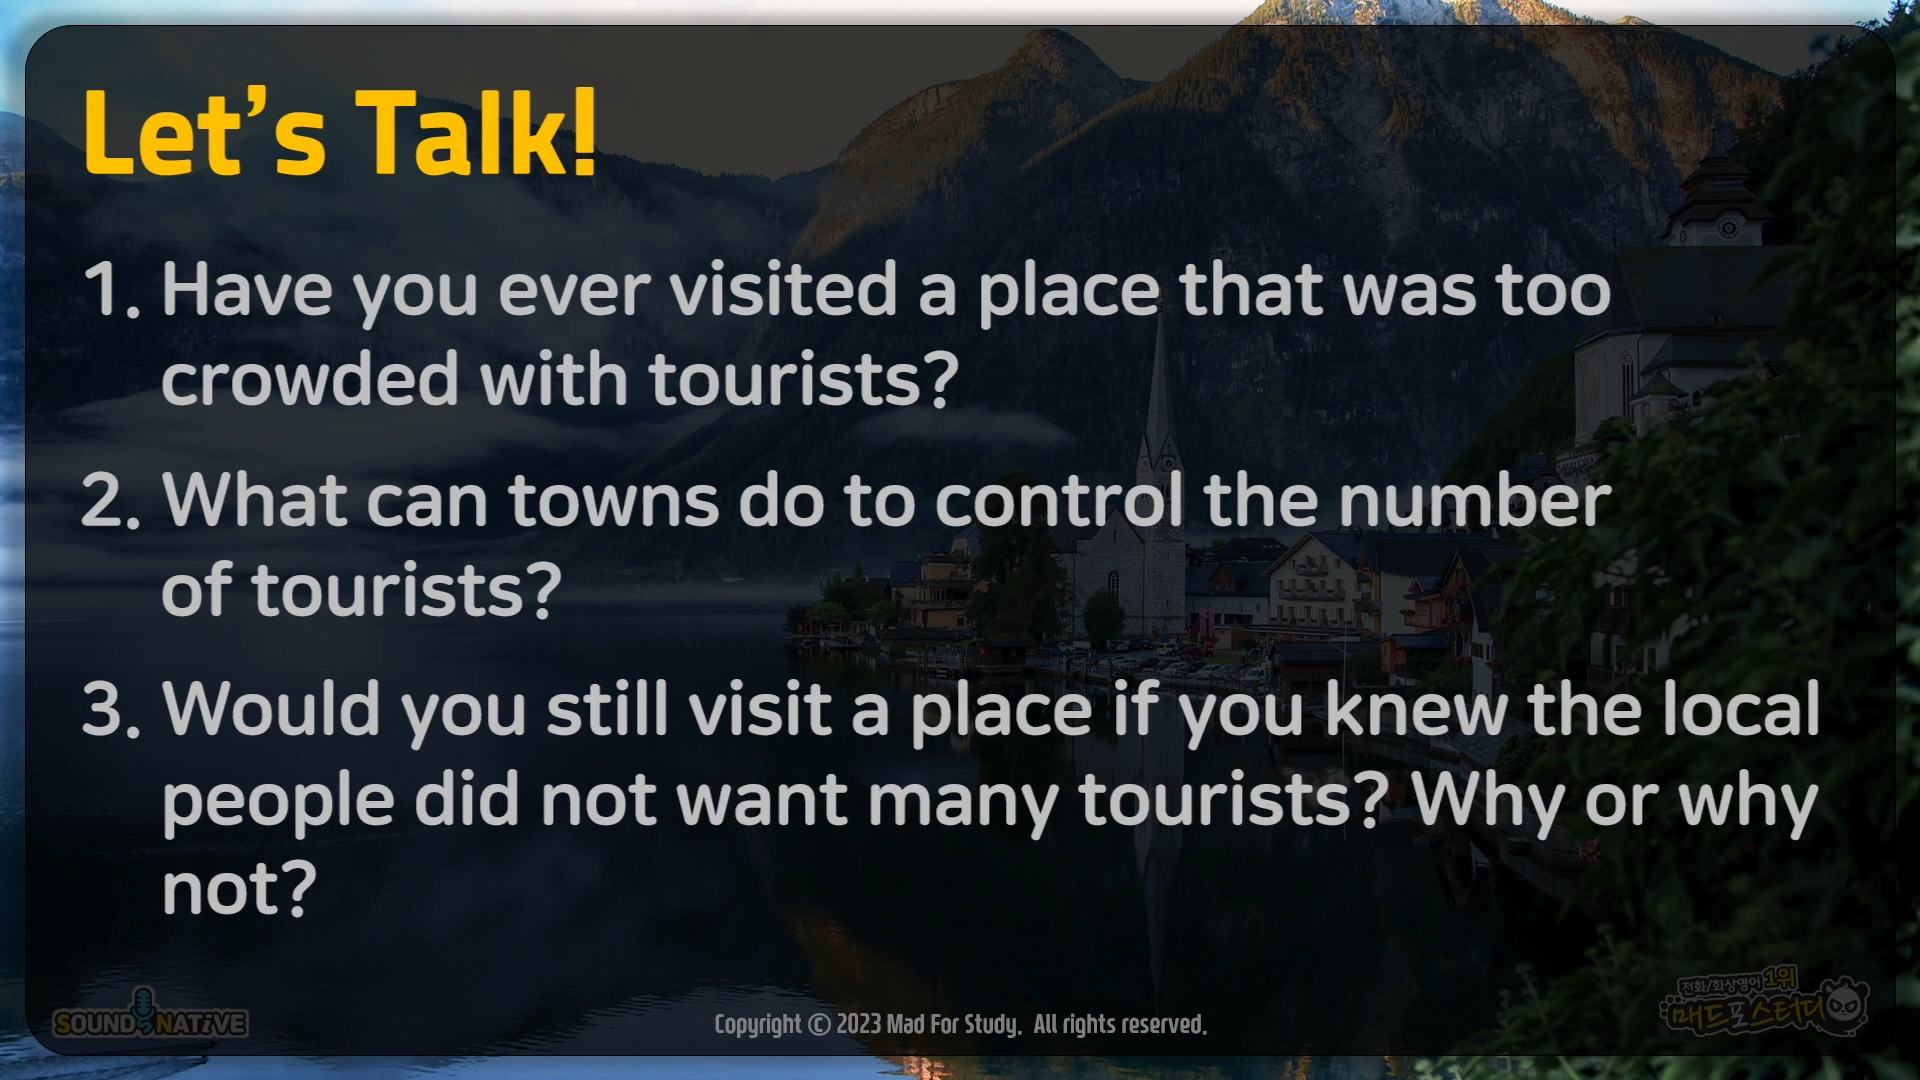 Let’s Talk!
1. Have you ever visited a place that was too
crowded with tourists?
2. What can towns do to control the number
of tourists?
3. Would you still visit a place if you knew the local
people did not want many tourists? Why or why
not?
SOUND NATiVE
Copyright © 2023 Mad For Study. All rights reserved.
전화/화상영어 1위
매드포스터디